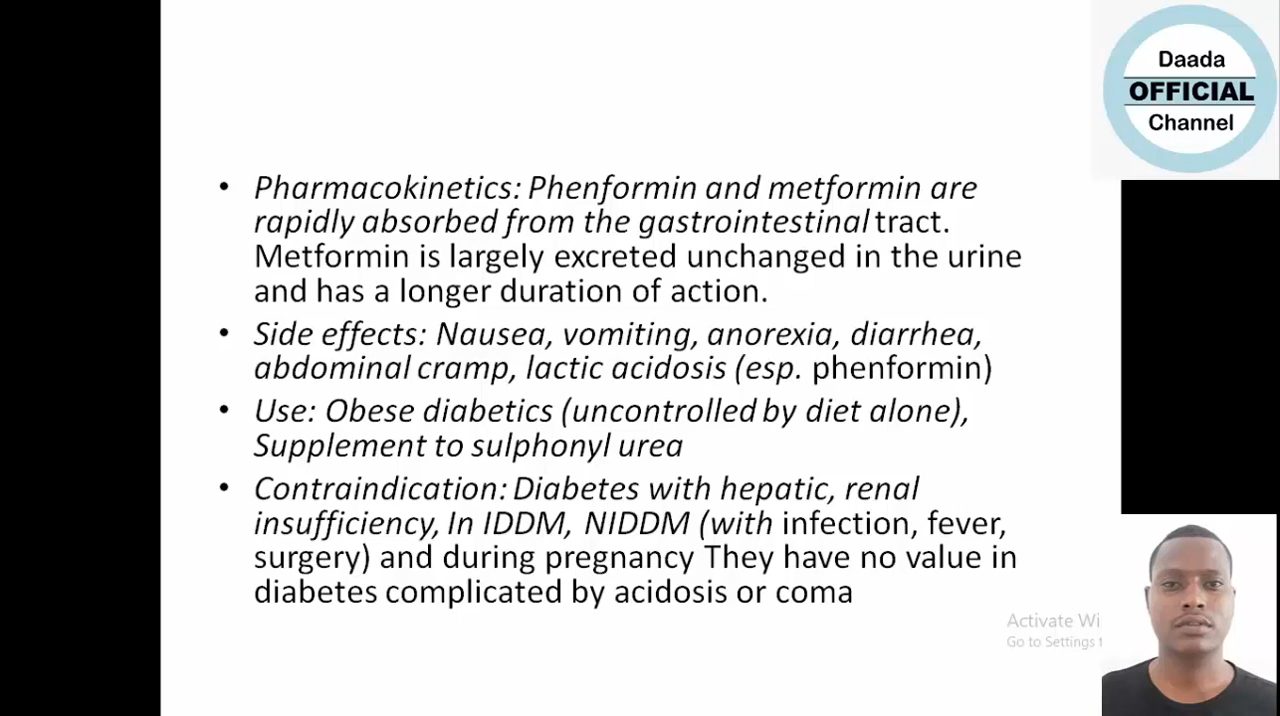 Daada
OFFICIAL
Channel
• Pharmacokinetics: Phenformin and metformin are
rapidly absorbed from the gastrointestinal tract.
Metformin is largely excreted unchanged in the urine
and has a longer duration of action.
• Side effects: Nausea, vomiting, anorexia, diarrhea,
abdominal cramp, lactic acidosis (esp. phenformin)
• Use: Obese diabetics (uncontrolled by diet alone),
Supplement to sulphonyl urea
• Contraindication: Diabetes with hepatic, renal
insufficiency, In IDDM, NIDDM (with infection, fever,
surgery) and during pregnancy They have no value in
diabetes complicated by acidosis or coma
Activate Wi
Go to Settings t